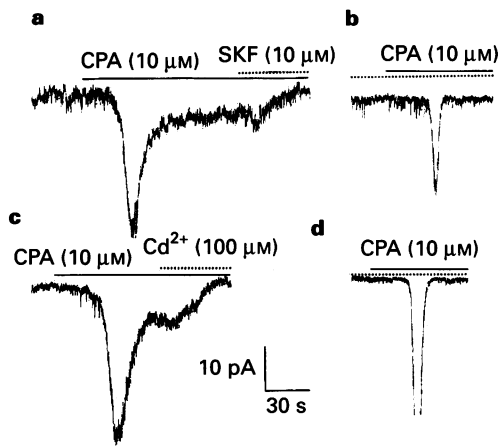 a
CPA (10 μM)
SKF (10 μM)
b
CPA (10 μM)
c
CPA (10 μM)
Cd²⁺ (100 μM)
d
CPA (10 μM)
10 pA
30 s